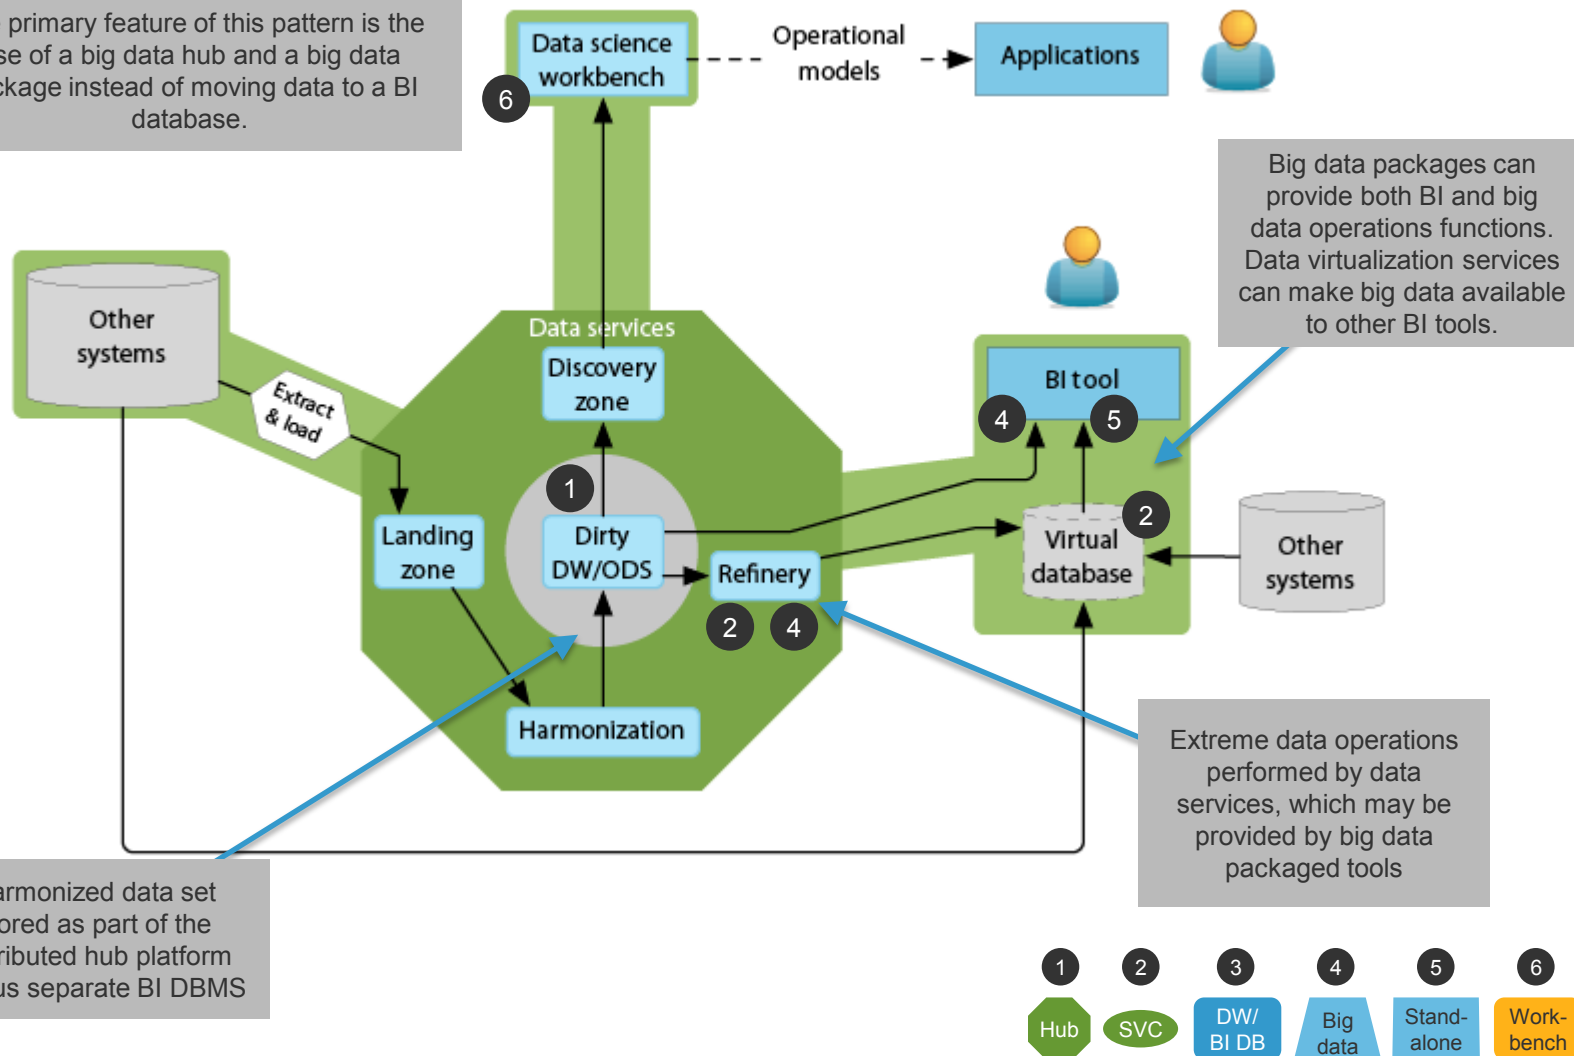 primary feature of this pattern is the
of a big data hub and a big data
instead of moving data to a BI
database.
Data science
workbench
6
Operational
models
Applications
Big data packages can
provide both BI and big
data operations functions.
Data virtualization services
can make big data available
to other BI tools.
Other
systems
Extract
& load
Data services
Discovery
zone
BI tool
4
5
1
Landing
zone
Dirty
DW/ODS
Refinery
2
4
Virtual
database
2
Other
systems
Harmonization
Extreme data operations
performed by data
services, which may be
provided by big data
packaged tools
data set
as part of the
hub platform
separate BI DBMS
1
2
3
4
5
6
Hub
SVC
DW/
BI DB
Big
data
Stand-
alone
Work-
bench